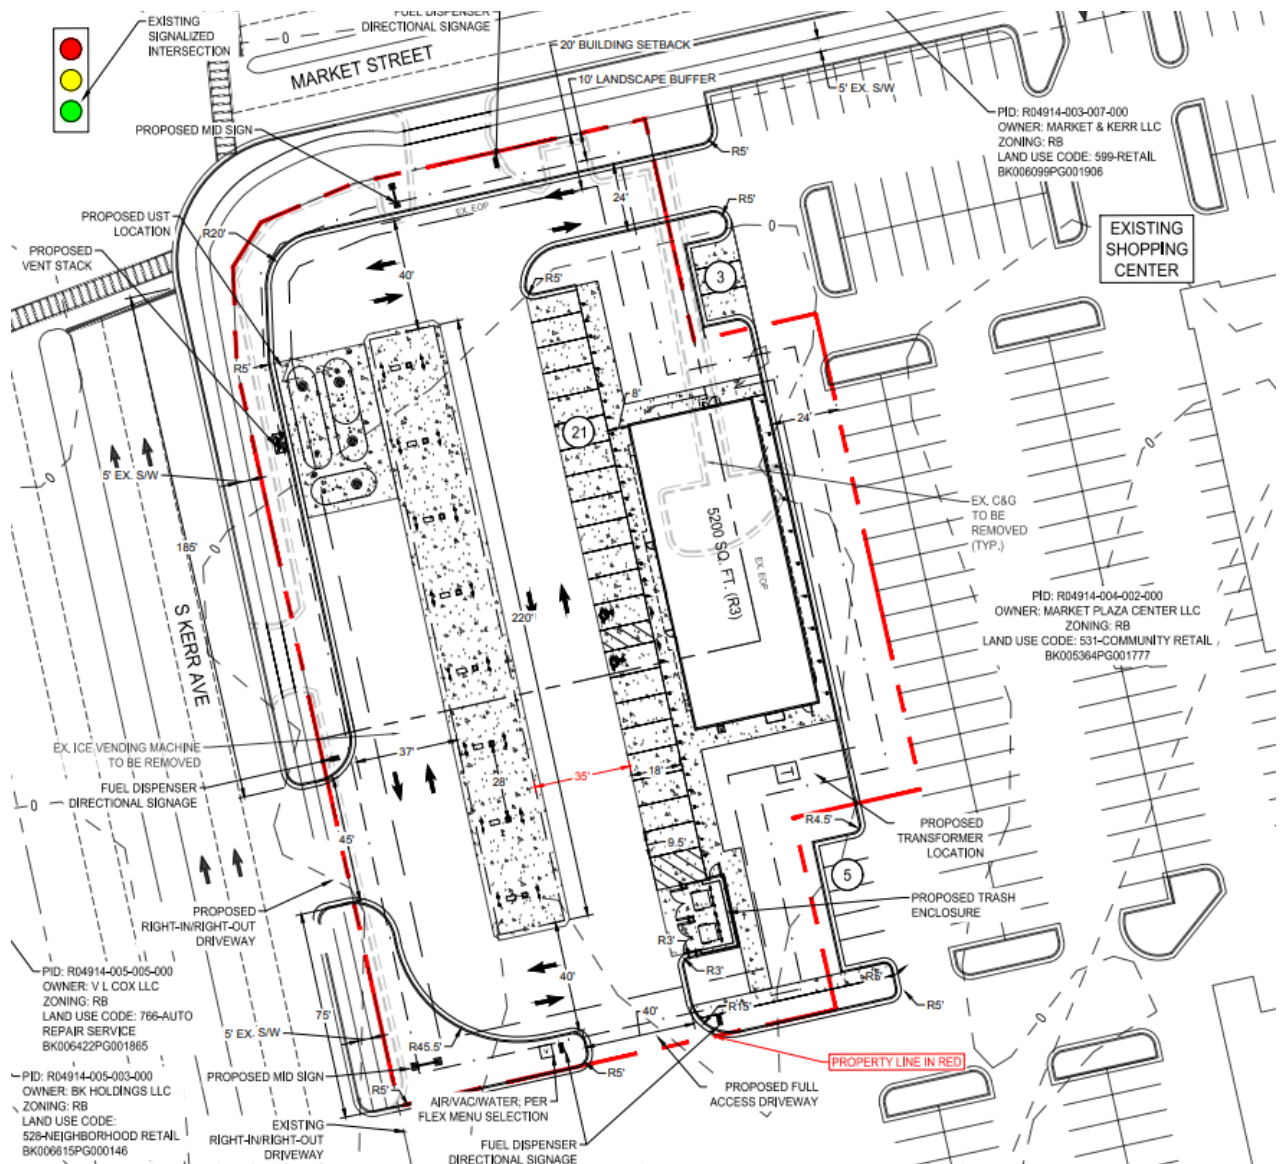 EXISTING
SIGNALIZED
INTERSECTION
FUEL DISPENSER
DIRECTIONAL SIGNAGE
MARKET STREET
20' BUILDING SETBACK
10' LANDSCAPE BUFFER
5' EX. S/W
PROPOSED MID SIGN
R5'
PID: R04914-003-007-000
OWNER: MARKET & KERR LLC
ZONING: RB
LAND USE CODE: 599-RETAIL
BK006099PG001906
PROPOSED UST
LOCATION
R20'
EX. EOP
24'
R5'
0
0
PROPOSED
VENT STACK
40'
R5'
3
EXISTING
SHOPPING
CENTER
R5'
8'
21
24'
5' EX. S/W
0
0
EX. C&G
TO BE
REMOVED
(TYP.)
185'
5200 SQ. FT. (R3)
EX. EOP
0
0
S KERR AVE
220'
PID: R04914-004-002-000
OWNER: MARKET PLAZA CENTER LLC
ZONING: RB
LAND USE CODE: 531-COMMUNITY RETAIL
BK005364PG001777
EX. ICE VENDING MACHINE
TO BE REMOVED
37'
28'
35'
18'
T
FUEL DISPENSER
DIRECTIONAL SIGNAGE
0
45'
9.5'
R4.5'
PROPOSED
TRANSFORMER
LOCATION
5
PROPOSED
RIGHT-IN/RIGHT-OUT
DRIVEWAY
PROPOSED TRASH
ENCLOSURE
R3'
R3'
PID: R04914-005-005-000
OWNER: V L COX LLC
ZONING: RB
LAND USE CODE: 766-AUTO
REPAIR SERVICE
BK006422PG001865
40'
R5'
R5'
75'
5' EX. S/W
R45.5'
40'
R15'
0
PROPERTY LINE IN RED
PID: R04914-005-003-000
OWNER: BK HOLDINGS LLC
ZONING: RB
LAND USE CODE:
528-NEIGHBORHOOD RETAIL
BK006615PG000146
PROPOSED MID SIGN
R5'
V
R5'
AIR/VAC/WATER; PER
FLEX MENU SELECTION
PROPOSED FULL
ACCESS DRIVEWAY
EXISTING
RIGHT-IN/RIGHT-OUT
DRIVEWAY
FUEL DISPENSER
DIRECTIONAL SIGNAGE